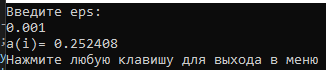 Введите eps:
0.001
a(i)= 0.252408
Нажмите любую клавишу для выхода в меню